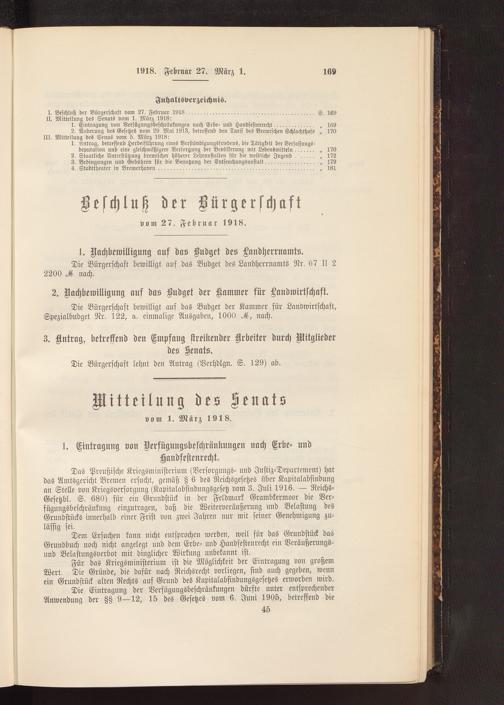 1918. Februar 27. März 1. 169
Inhaltsverzeichnis.
I. Beschluß der Bürgerschaft vom 27. Februar 1918 S. 169
II. Mitteilung des Senats vom 1. März 1918:
1. Eintragung von Verfügungsbeschränkungen nach Erbe- und Handfestenrecht „ 169
2. Aenderung des Gesetzes vom 29. Mai 1913, betreffend den Tarif des Bremischen Schlachthofs „ 170
III. Mitteilung des Senats vom 5. März 1918:
1. Antrag, betreffend Herbeiführung eines Verständigungsfriedens, die Tätigkeit der Verfassungs-
deputation und eine gleichmäßigere Versorgung der Bevölkerung mit Lebensmitteln „ 170
2. Staatliche Unterstützung bremischer höherer Lehranstalten für die weibliche Jugend „ 172
3. Bedingungen und Gebühren für die Benutzung der Entseuchungsanstalt „ 179
4. Stadttheater in Bremerhaven „ 181
Beschluß der Bürgerschaft
vom 27. Februar 1918.
1. Nachbewilligung auf das Budget des Landherrnamts.
Die Bürgerschaft bewilligt auf das Budget des Landherrnamts Nr. 67 II 2
2200 ℳ nach.
2. Nachbewilligung auf das Budget der Kammer für Landwirtschaft.
Die Bürgerschaft bewilligt auf das Budget der Kammer für Landwirtschaft,
Spezialbudget Nr. 122, a. einmalige Ausgaben, 1000 ℳ, nach.
3. Antrag, betreffend den Empfang streikender Arbeiter durch Mitglieder
des Senats.
Die Bürgerschaft lehnt den Antrag (Verhdlgn. S. 129) ab.
Mitteilung des Senats
vom 1. März 1918.
1. Eintragung von Verfügungsbeschränkungen nach Erbe- und
Handfestenrecht.
Das Preußische Kriegsministerium (Versorgungs- und Justiz-Departement) hat
das Amtsgericht Bremen ersucht, gemäß § 6 des Reichsgesetzes über Kapitalabfindung
an Stelle von Kriegsversorgung (Kapitalabfindungsgesetz vom 3. Juli 1916. — Reichs-
Gesetzbl. S. 680) für ein Grundstück in der Feldmark Grambkermoor die Ver-
fügungsbeschränkung einzutragen, daß die Weiterveräußerung und Belastung des
Grundstücks innerhalb einer Frist von zwei Jahren nur mit seiner Genehmigung zu-
lässig sei.
Dem Ersuchen kann nicht entsprochen werden, weil für das Grundstück das
Grundbuch noch nicht angelegt und dem Erbe- und Handfestenrecht ein Veräußerungs-
und Belastungsverbot mit dinglicher Wirkung unbekannt ist.
Für das Kriegsministerium ist die Möglichkeit der Eintragung von großem
Wert. Die Gründe, die dafür nach Reichsrecht vorliegen, sind auch gegeben, wenn
ein Grundstück alten Rechts auf Grund des Kapitalabfindungsgesetzes erworben wird.
Die Eintragung der Verfügungsbeschränkungen dürfte unter entsprechender
Anwendung der §§ 9—12, 15 des Gesetzes vom 6. Juni 1905, betreffend die
45